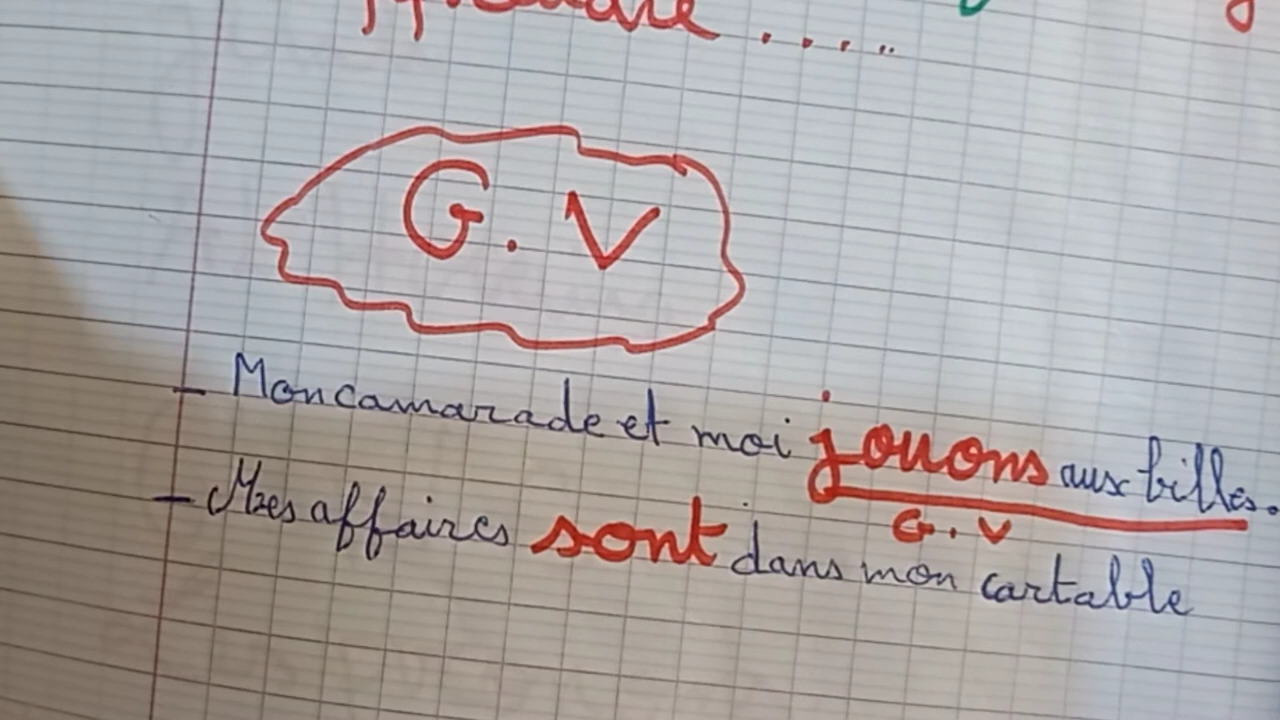 G.V
- Mon camarade et moi jouons aux billes.
G.V
- Mes affaires sont dans mon cartable